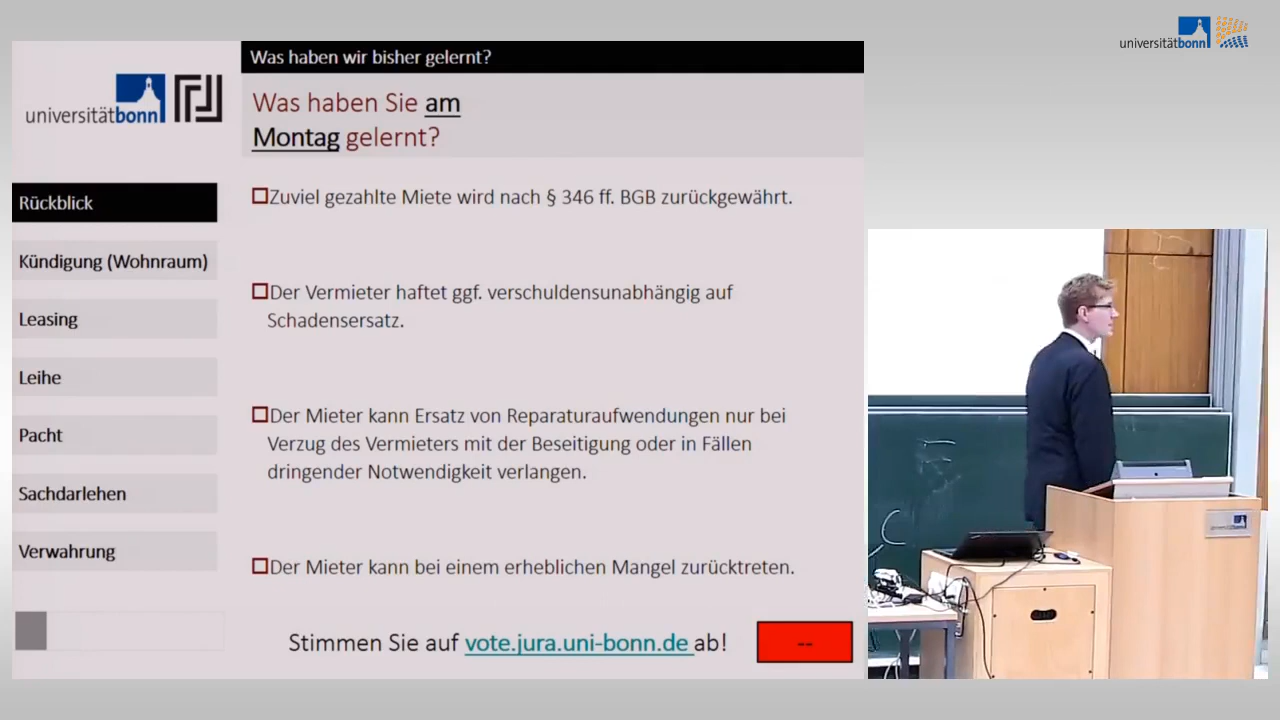 universitätbonn
Was haben wir bisher gelernt?
universitätbonn
Was haben Sie am
Montag gelernt?
Rückblick
Kündigung (Wohnraum)
Leasing
Leihe
Pacht
Sachdarlehen
Verwahrung
Zuviel gezahlte Miete wird nach § 346 ff. BGB zurückgewährt.
Der Vermieter haftet ggf. verschuldensunabhängig auf
Schadensersatz.
Der Mieter kann Ersatz von Reparaturaufwendungen nur bei
Verzug des Vermieters mit der Beseitigung oder in Fällen
dringender Notwendigkeit verlangen.
Der Mieter kann bei einem erheblichen Mangel zurücktreten.
Stimmen Sie auf vote.jura.uni-bonn.de ab!
--